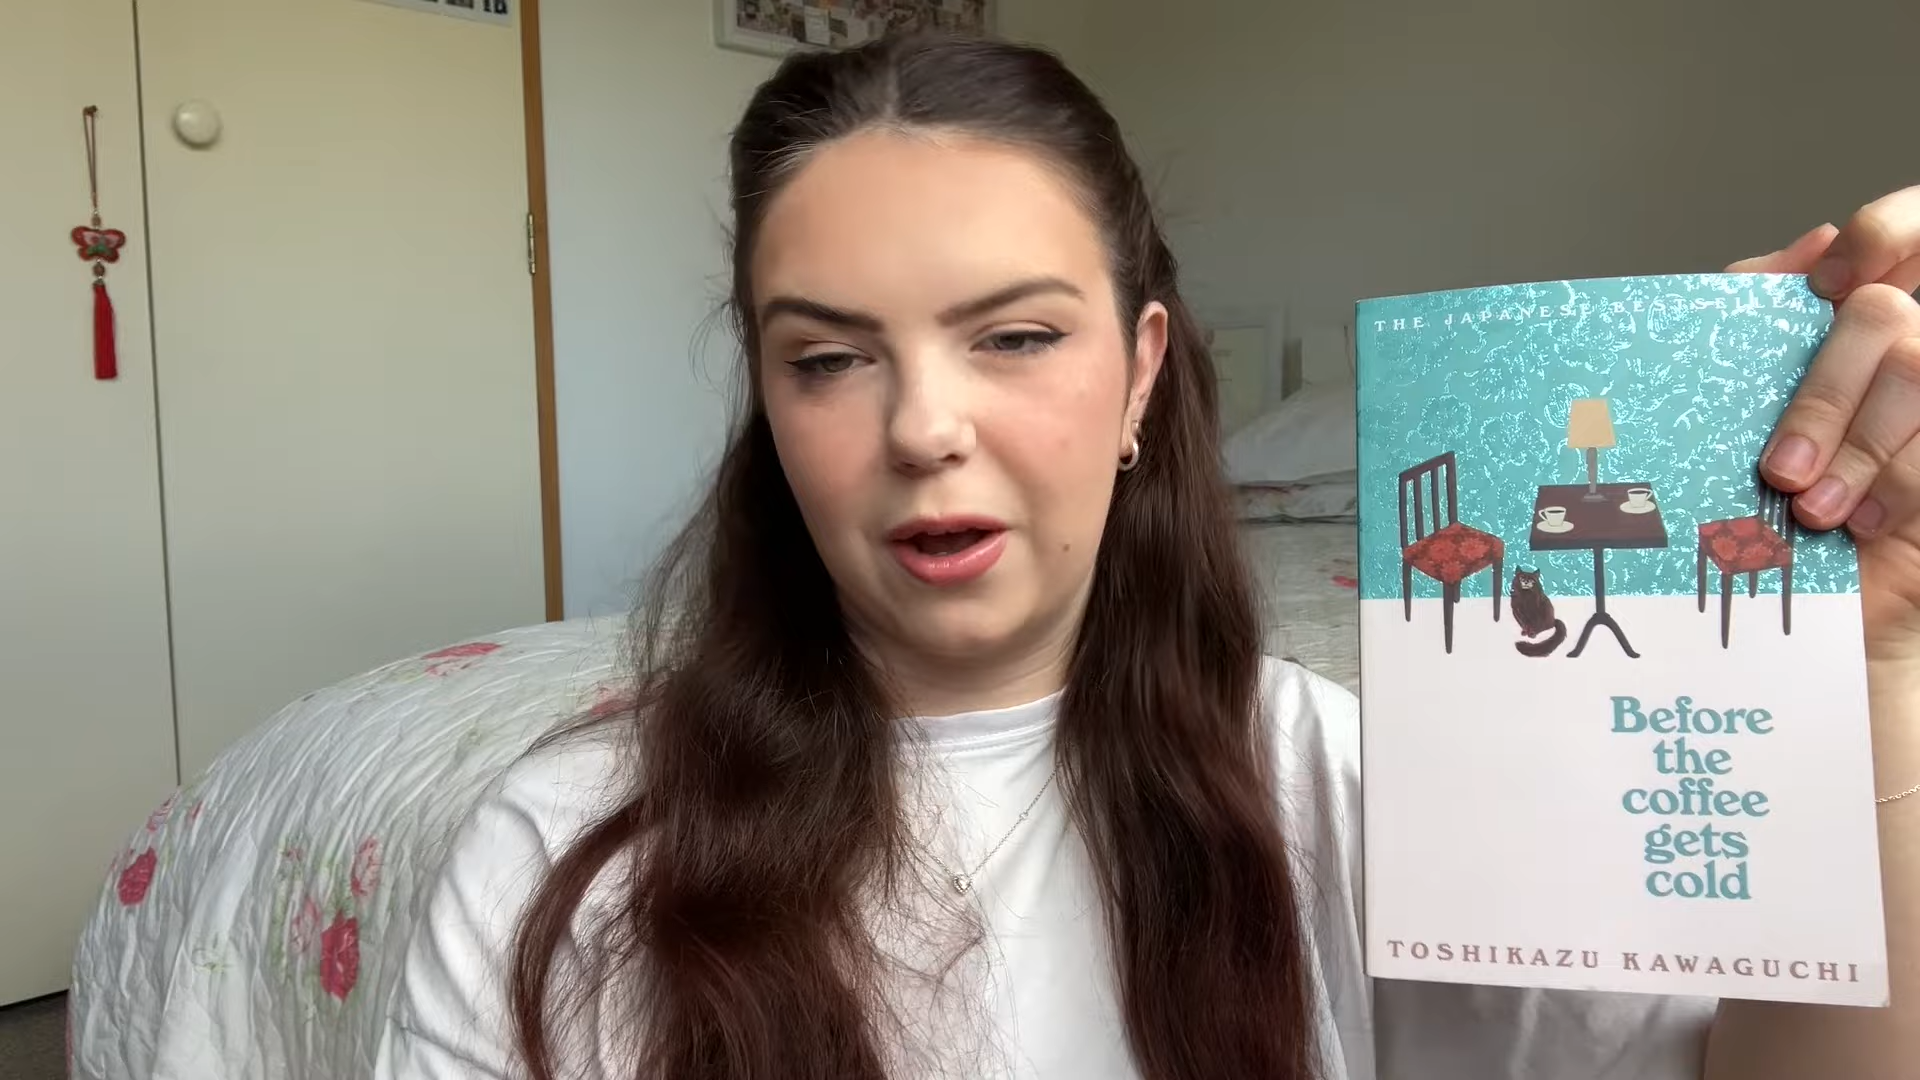 THE JAPANESE BESTSELLER
Before
the
coffee
gets
cold
TOSHIKAZU KAWAGUCHI